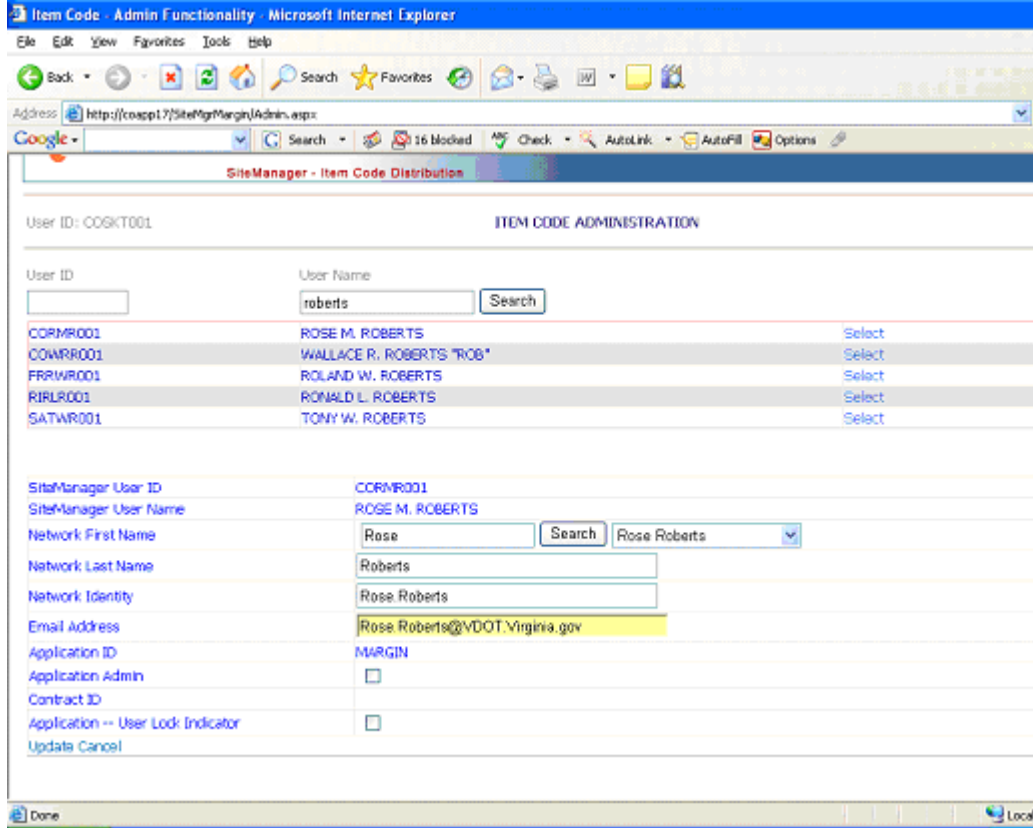 Item Code - Admin Functionality - Microsoft Internet Explorer
File Edit View Favorites Tools Help
Back Search Favorites
Address http://coapp17/SiteMgrMargin/Admin.aspx
Google Search 16 blocked Check AutoLink AutoFill Options
SiteManager - Item Code Distribution
User ID: COSKT001 ITEM CODE ADMINISTRATION
User ID User Name
roberts Search
CORMR001 ROSE M. ROBERTS Select
COWRR001 WALLACE R. ROBERTS "ROB" Select
FRRWR001 ROLAND W. ROBERTS Select
RIRLR001 RONALD L. ROBERTS Select
SATWR001 TONY W. ROBERTS Select
SiteManager User ID CORMR001
SiteManager User Name ROSE M. ROBERTS
Network First Name Rose Search Rose Roberts
Network Last Name Roberts
Network Identity Rose.Roberts
Email Address Rose.Roberts@VDOT.Virginia.gov
Application ID MARGIN
Application Admin
Contract ID
Application -- User Lock Indicator
Update Cancel
Done Local